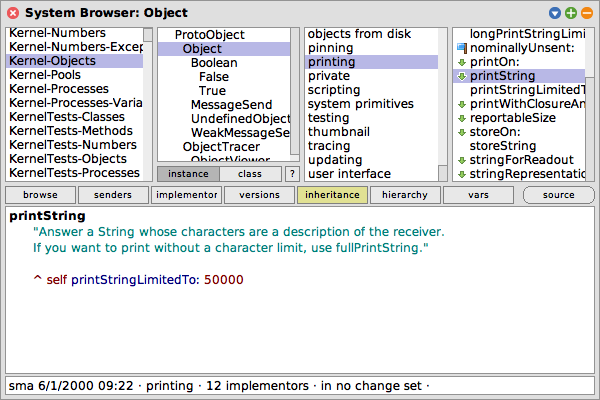 System Browser: Object
Kernel-Numbers
Kernel-Numbers-Excep
Kernel-Objects
Kernel-Pools
Kernel-Processes
Kernel-Processes-Varia
KernelTests-Classes
KernelTests-Methods
KernelTests-Numbers
KernelTests-Objects
KernelTests-Processes
ProtoObject
Object
Boolean
False
True
MessageSend
UndefinedObject
WeakMessageSe
ObjectTracer
ObjectViewer
instance class ?
objects from disk
pinning
printing
private
scripting
system primitives
testing
thumbnail
tracing
updating
user interface
longPrintStringLimi
nominallyUnsent:
printOn:
printString
printStringLimitedT
printWithClosureAn
reportableSize
storeOn:
storeString
stringForReadout
stringRepresentatio
browse senders implementor versions inheritance hierarchy vars source
printString
"Answer a String whose characters are a description of the receiver.
If you want to print without a character limit, use fullPrintString."
^ self printStringLimitedTo: 50000
sma 6/1/2000 09:22 · printing · 12 implementors · in no change set ·